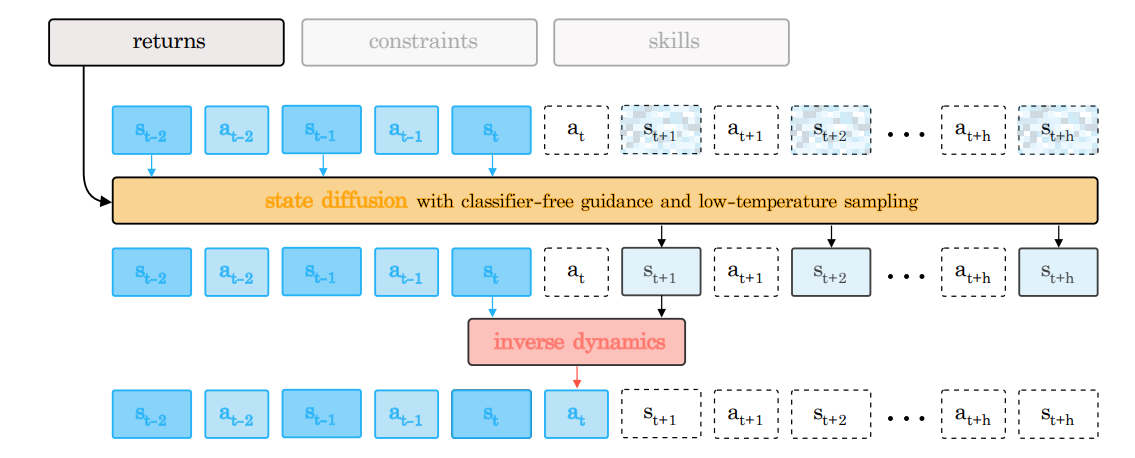 returns constraints skills
s_{t-2} a_{t-2} s_{t-1} a_{t-1} s_t a_t s_{t+1} a_{t+1} s_{t+2} ... a_{t+h} s_{t+h}
state diffusion with classifier-free guidance and low-temperature sampling
s_{t-2} a_{t-2} s_{t-1} a_{t-1} s_t a_t s_{t+1} a_{t+1} s_{t+2} ... a_{t+h} s_{t+h}
inverse dynamics
s_{t-2} a_{t-2} s_{t-1} a_{t-1} s_t a_t s_{t+1} a_{t+1} s_{t+2} ... a_{t+h} s_{t+h}